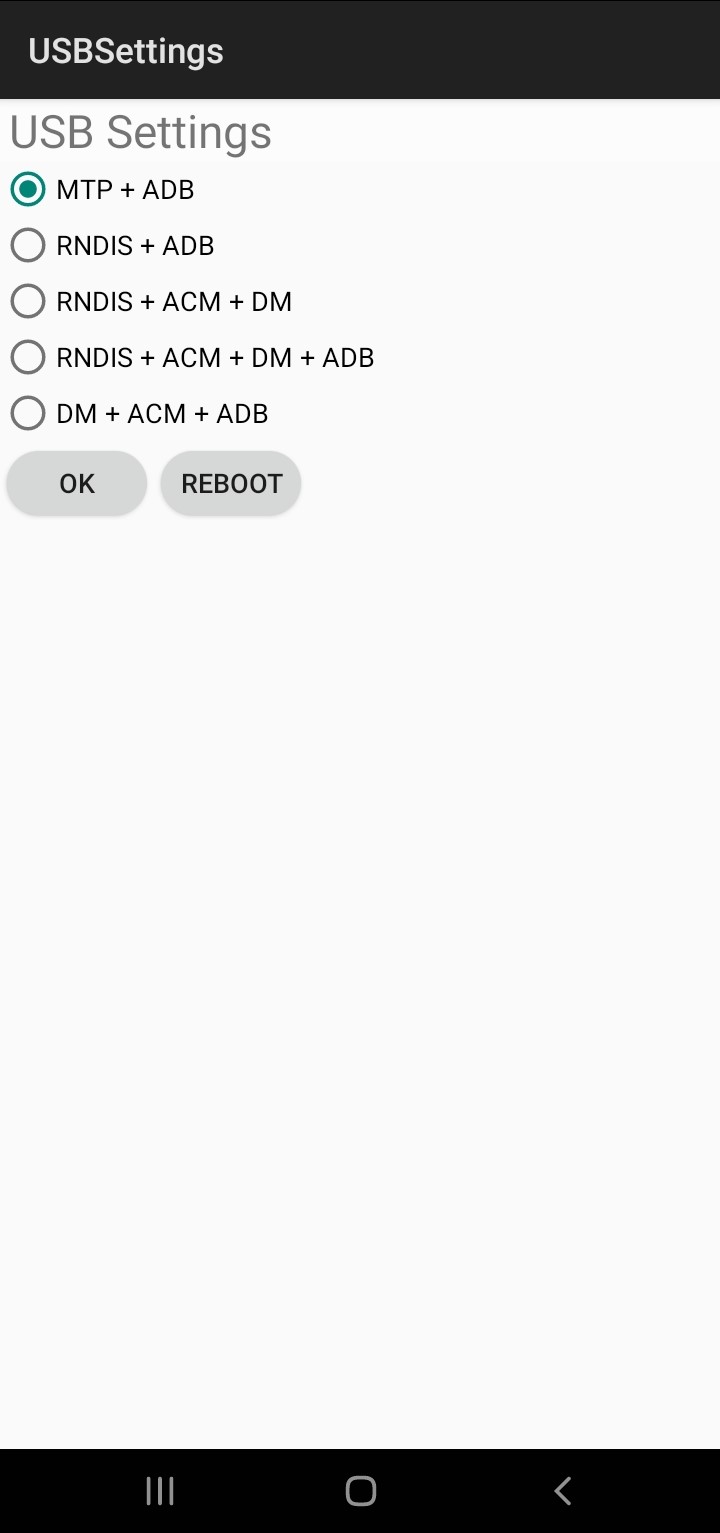 USBSettings
USB Settings
MTP + ADB
RNDIS + ADB
RNDIS + ACM + DM
RNDIS + ACM + DM + ADB
DM + ACM + ADB
OK REBOOT